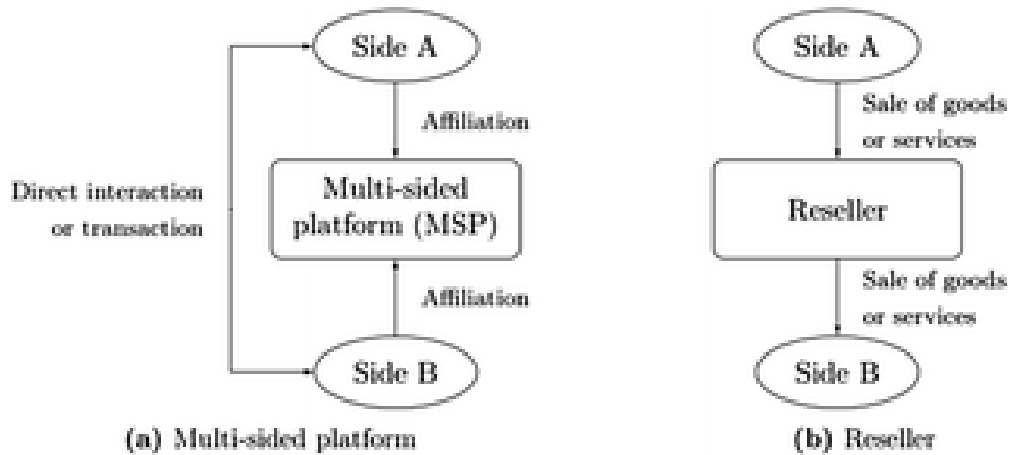 Side A
Affiliation
Direct interaction
or transaction
Multi-sided
platform (MSP)
Affiliation
Side B
(a) Multi-sided platform
Side A
Sale of goods
or services
Reseller
Sale of goods
or services
Side B
(b) Reseller